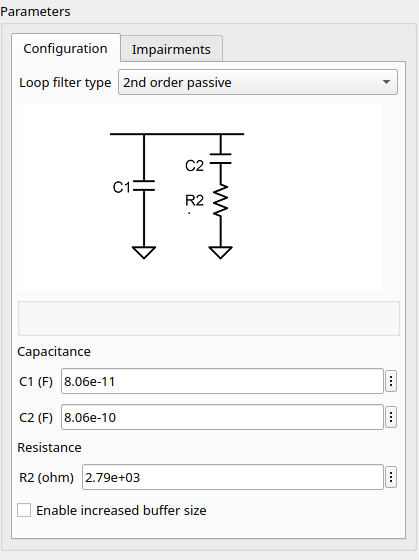 Parameters
Configuration Impairments
Loop filter type 2nd order passive
C2
C1
R2
Capacitance
C1 (F) 8.06e-11
C2 (F) 8.06e-10
Resistance
R2 (ohm) 2.79e+03
Enable increased buffer size